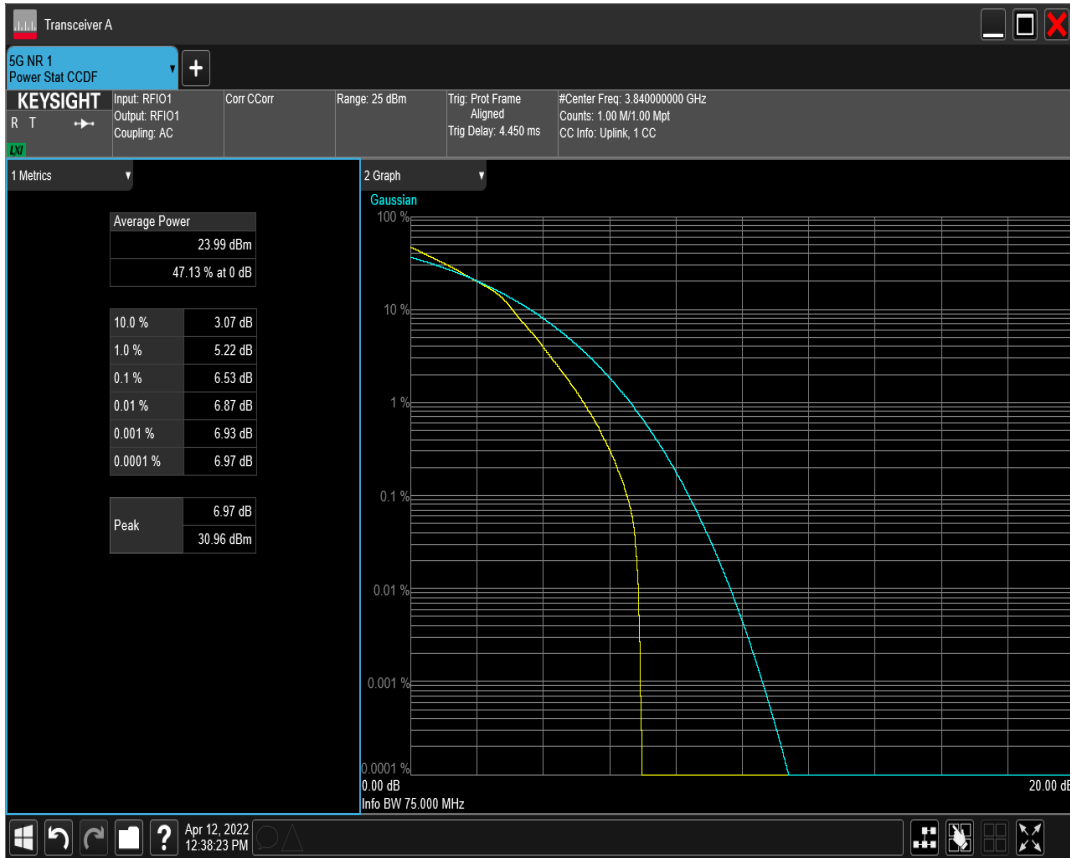 Transceiver A
5G NR 1
Power Stat CCDF
KEYSIGHT
R T
LXI
Input: RFIO1
Output: RFIO1
Coupling: AC
Corr CCorr
Range: 25 dBm
Trig: Prot Frame
Aligned
Trig Delay: 4.450 ms
#Center Freq: 3.840000000 GHz
Counts: 1.00 M/1.00 Mpt
CC Info: Uplink, 1 CC
1 Metrics
Average Power
23.99 dBm
47.13 % at 0 dB
10.0 % 3.07 dB
1.0 % 5.22 dB
0.1 % 6.53 dB
0.01 % 6.87 dB
0.001 % 6.93 dB
0.0001 % 6.97 dB
Peak
6.97 dB
30.96 dBm
2 Graph
Gaussian
100 %
10 %
1 %
0.1 %
0.01 %
0.001 %
0.0001 %
0.00 dB
20.00 dB
Info BW 75.000 MHz
?
Apr 12, 2022
12:38:23 PM